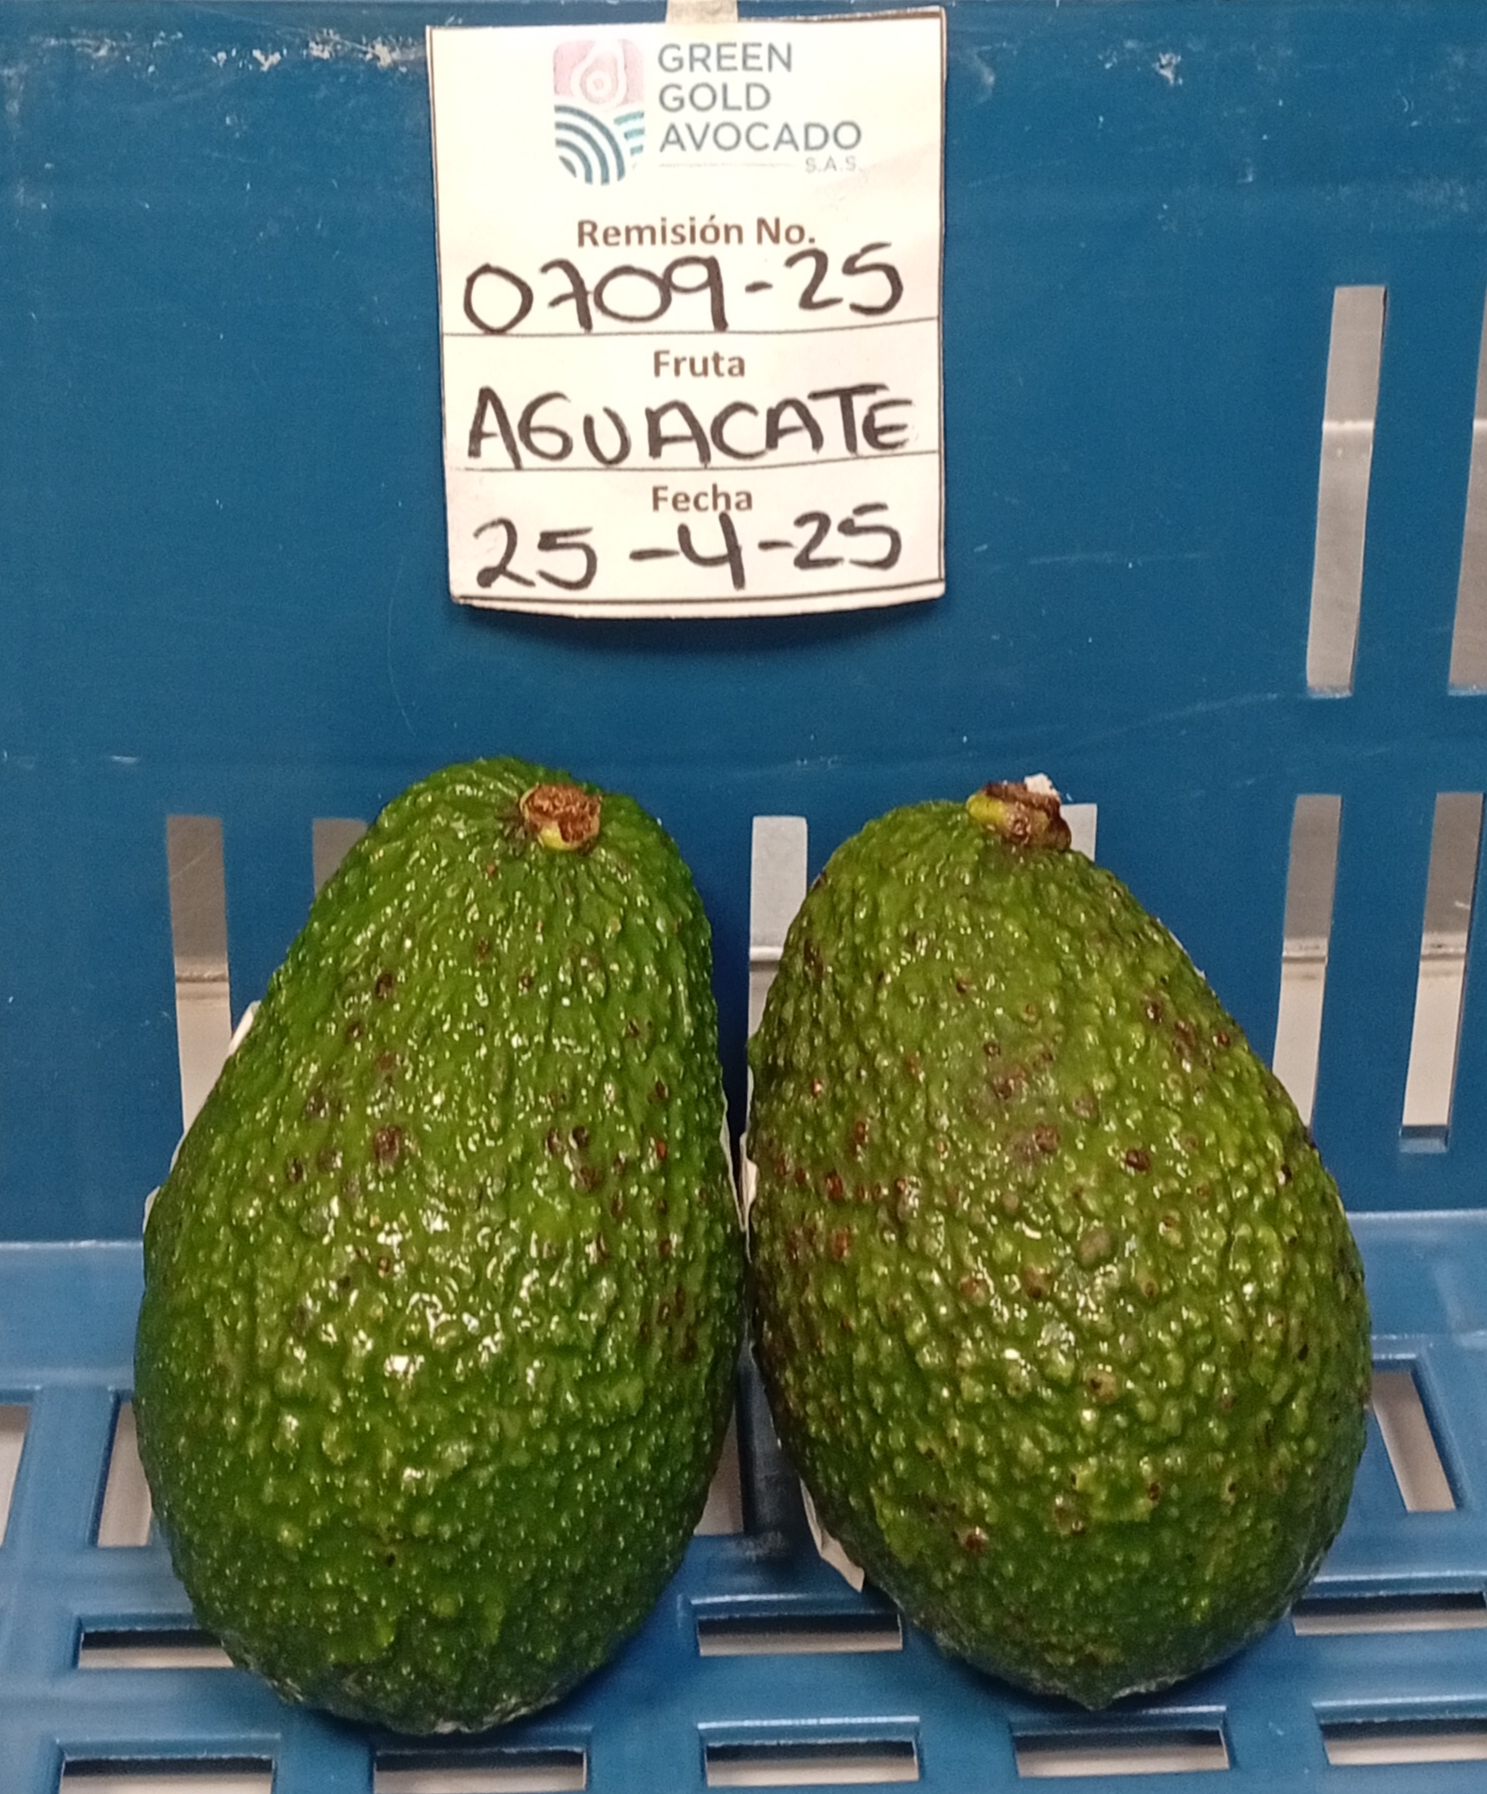 GREEN
GOLD
AVOCADO
S.A.S.
Remisión No.
0709-25
Fruta
AGUACATE
Fecha
25-4-25